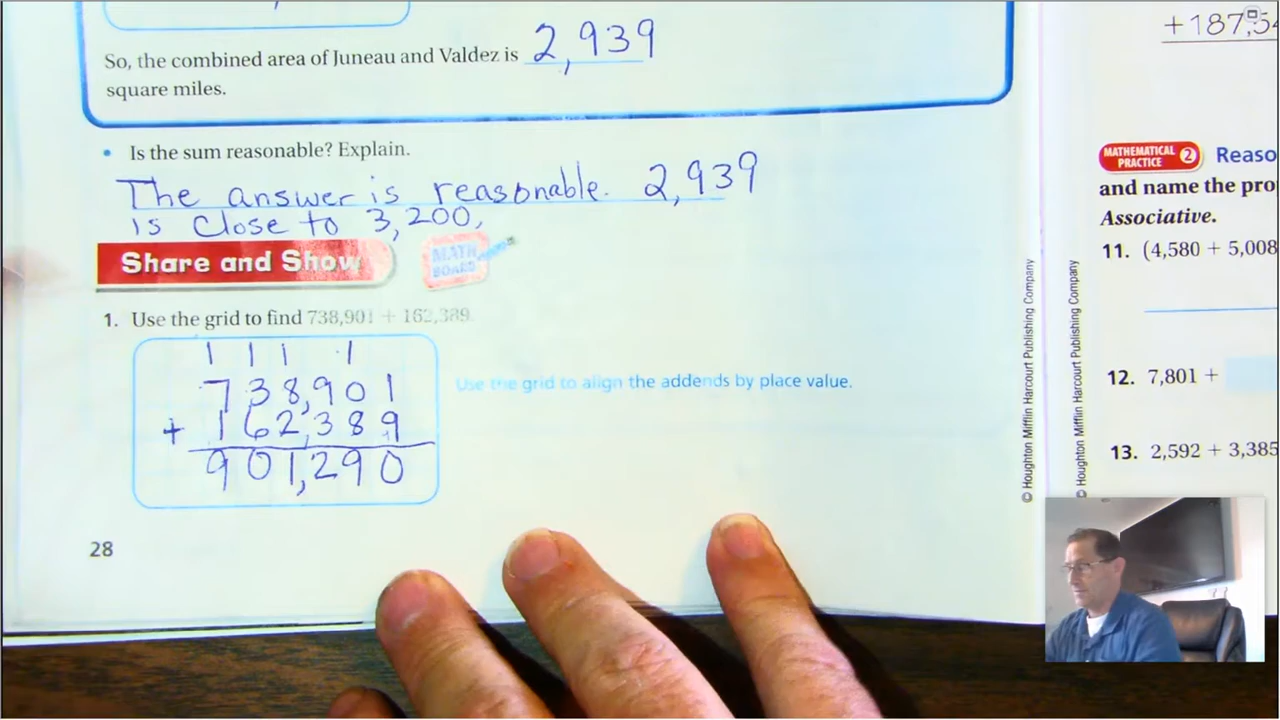 So, the combined area of Juneau and Valdez is 2,939
square miles.
• Is the sum reasonable? Explain.
The answer is reasonable. 2,939
is close to 3,200,
Share and Show
MATH
BOARD
1. Use the grid to find 738,901 + 162,389.
1 1 1 1
738,901
+ 162,389
901,290
Use the grid to align the addends by place value.
28
© Houghton Mifflin Harcourt Publishing Company
© Houghton Mifflin Harcourt Publishing Company
+187,5
MATHEMATICAL
PRACTICE 2 Reaso
and name the pro
Associative.
11. (4,580 + 5,008
12. 7,801 +
13. 2,592 + 3,385